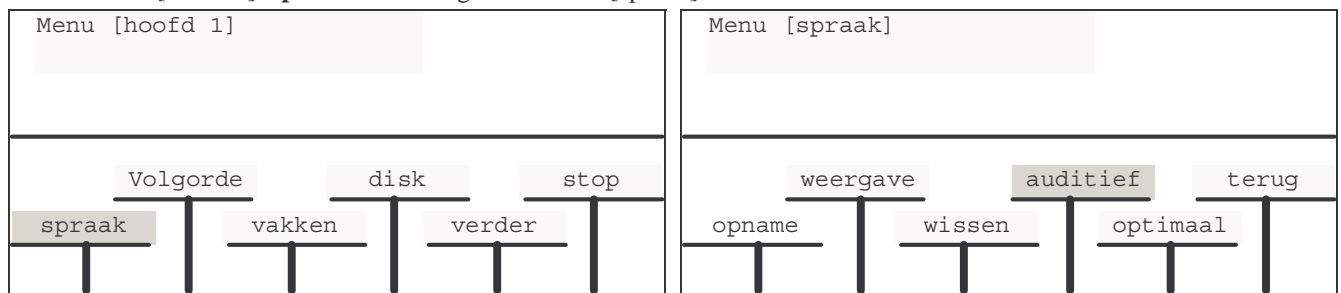 Menu [hoofd 1]
Volgorde disk stop
spraak vakken verder
Menu [spraak]
weergave auditief terug
opname wissen optimaal